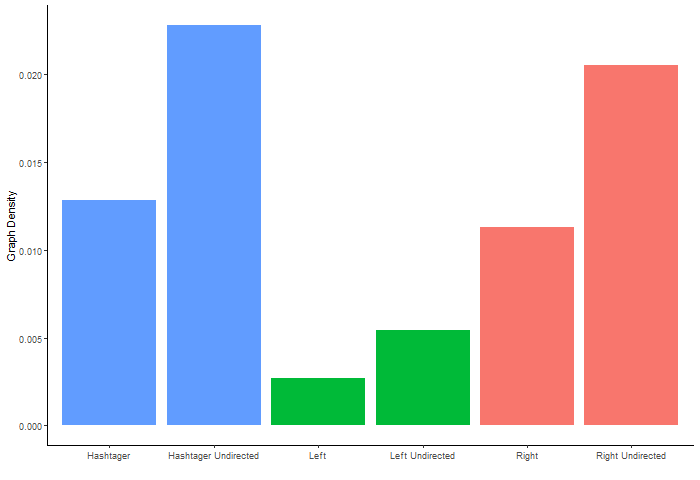 Graph Density
0.020
0.015
0.010
0.005
0.000
Hashtager Hashtager Undirected Left Left Undirected Right Right Undirected